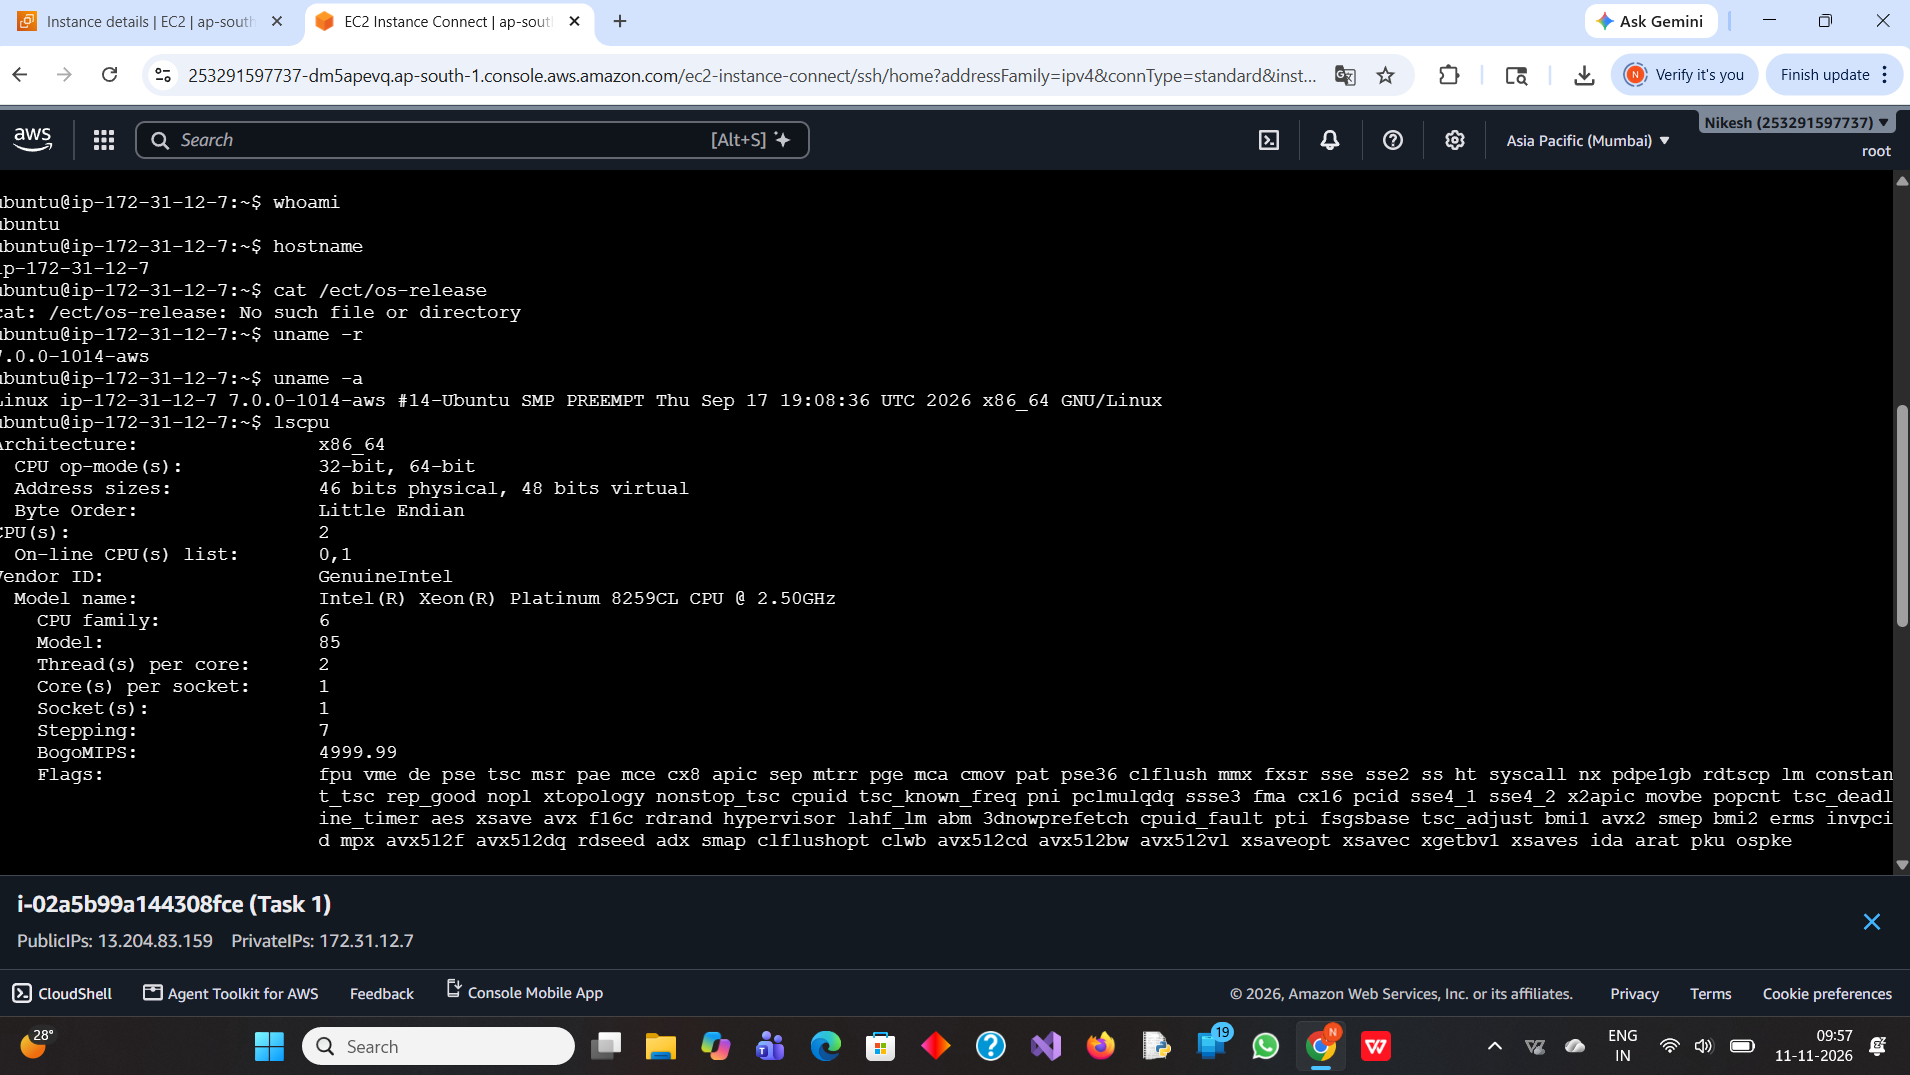 Instance details | EC2 | ap-south
EC2 Instance Connect | ap-sout
Ask Gemini
253291597737-dm5apevq.ap-south-1.console.aws.amazon.com/ec2-instance-connect/ssh/home?addressFamily=ipv4&connType=standard&inst...
Verify it's you
Finish update
aws
Search
[Alt+S]
Asia Pacific (Mumbai)
Nikesh (253291597737)
root
ubuntu@ip-172-31-12-7:~$ whoami
ubuntu
ubuntu@ip-172-31-12-7:~$ hostname
ip-172-31-12-7
ubuntu@ip-172-31-12-7:~$ cat /ect/os-release
cat: /ect/os-release: No such file or directory
ubuntu@ip-172-31-12-7:~$ uname -r
7.0.0-1014-aws
ubuntu@ip-172-31-12-7:~$ uname -a
Linux ip-172-31-12-7 7.0.0-1014-aws #14-Ubuntu SMP PREEMPT Thu Sep 17 19:08:36 UTC 2026 x86_64 GNU/Linux
ubuntu@ip-172-31-12-7:~$ lscpu
Architecture: x86_64
CPU op-mode(s): 32-bit, 64-bit
Address sizes: 46 bits physical, 48 bits virtual
Byte Order: Little Endian
CPU(s): 2
On-line CPU(s) list: 0,1
Vendor ID: GenuineIntel
Model name: Intel(R) Xeon(R) Platinum 8259CL CPU @ 2.50GHz
CPU family: 6
Model: 85
Thread(s) per core: 2
Core(s) per socket: 1
Socket(s): 1
Stepping: 7
BogoMIPS: 4999.99
Flags: fpu vme de pse tsc msr pae mce cx8 apic sep mtrr pge mca cmov pat pse36 clflush mmx fxsr sse sse2 ss ht syscall nx pdpe1gb rdtscp lm constan
t_tsc rep_good nopl xtopology nonstop_tsc cpuid tsc_known_freq pni pclmulqdq ssse3 fma cx16 pcid sse4_1 sse4_2 x2apic movbe popcnt tsc_deadl
ine_timer aes xsave avx f16c rdrand hypervisor lahf_lm abm 3dnowprefetch cpuid_fault pti fsgsbase tsc_adjust bmi1 avx2 smep bmi2 erms invpci
d mpx avx512f avx512dq rdseed adx smap clflushopt clwb avx512cd avx512bw avx512vl xsaveopt xsavec xgetbv1 xsaves ida arat pku ospke
i-02a5b99a144308fce (Task 1)
PublicIPs: 13.204.83.159 PrivateIPs: 172.31.12.7
CloudShell
Agent Toolkit for AWS
Feedback
Console Mobile App
© 2026, Amazon Web Services, Inc. or its affiliates.
Privacy
Terms
Cookie preferences
28°
Search
19
N
W
ENG
IN
09:57
11-11-2026